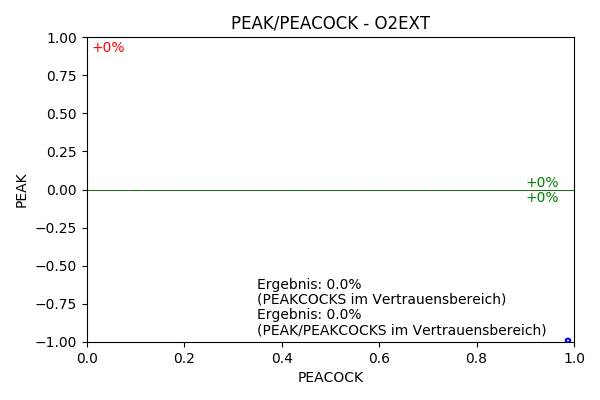 PEAK/PEACOCK - O2EXT
1.00
+0%
0.75
0.50
0.25
+0%
0.00
+0%
PEAK
−0.25
−0.50
Ergebnis: 0.0%
(PEAKCOCKS im Vertrauensbereich)
−0.75
Ergebnis: 0.0%
(PEAK/PEAKCOCKS im Vertrauensbereich)
−1.00
0.0 0.2 0.4 0.6 0.8 1.0
PEACOCK